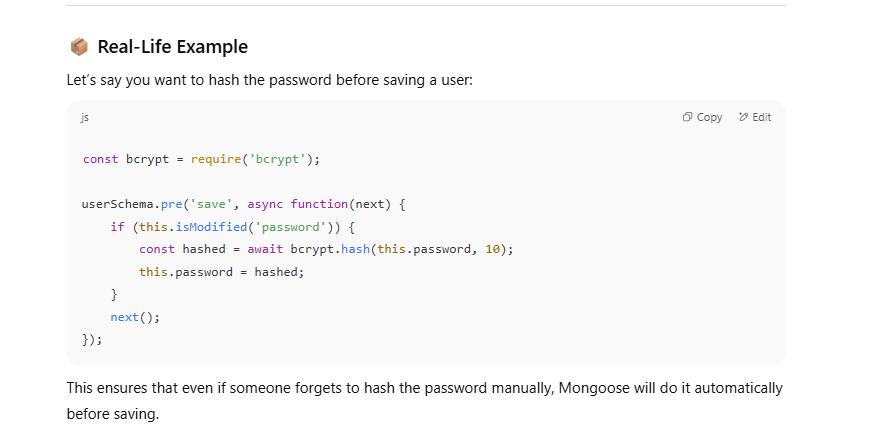 📦 Real-Life Example
Let's say you want to hash the password before saving a user:
js Copy Edit
const bcrypt = require('bcrypt');
userSchema.pre('save', async function(next) {
    if (this.isModified('password')) {
        const hashed = await bcrypt.hash(this.password, 10);
        this.password = hashed;
    }
    next();
});
This ensures that even if someone forgets to hash the password manually, Mongoose will do it automatically
before saving.